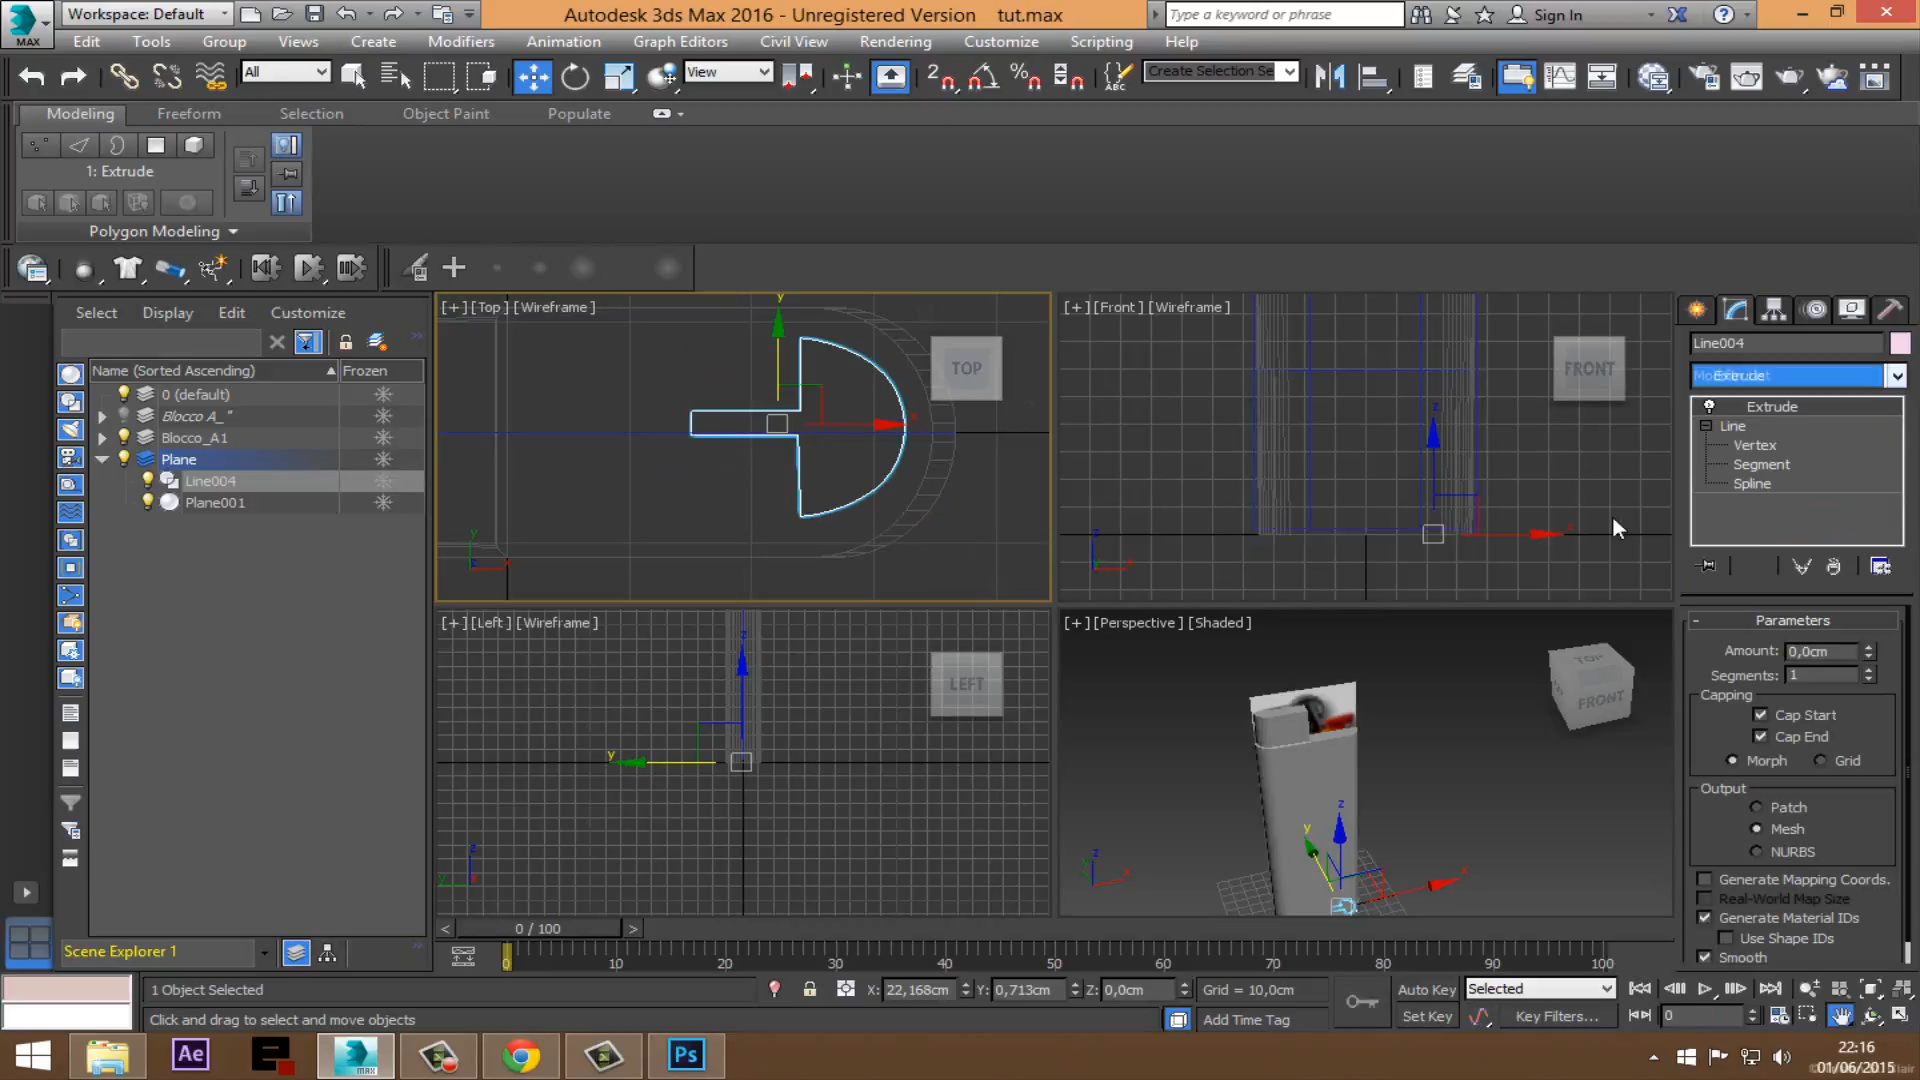 Workspace: Default
Autodesk 3ds Max 2016 - Unregistered Version tut.max
Type a keyword or phrase
Sign In
MAX
Edit Tools Group Views Create Modifiers Animation Graph Editors Rendering Civil View Customize Scripting Help
All
View
Create Selection Se
ABC
Modeling Freeform Selection Object Paint Populate
1: Extrude
Polygon Modeling
Select Display Edit Customize
Name (Sorted Ascending) Frozen
0 (default)
Blocco A_"
Blocco_A1
Plane
Line004
Plane001
Scene Explorer 1
[+] [Top] [Wireframe]
TOP
[+] [Front] [Wireframe]
FRONT
[+] [Left] [Wireframe]
LEFT
[+] [Perspective] [Shaded]
TOP
FRONT
Line004
Extrude
Extrude
Line
Vertex
Segment
Spline
Parameters
Amount: 0,0cm
Segments: 1
Capping
Cap Start
Cap End
Morph Grid
Output
Patch
Mesh
NURBS
Generate Mapping Coords.
Real-World Map Size
Generate Material IDs
Use Shape IDs
Smooth
0 / 100
0 10 20 30 40 50 60 70 80 90 100
1 Object Selected
X: 22,168cm Y: 0,713cm Z: 0,0cm
Grid = 10,0cm
Auto Key Selected
Click and drag to select and move objects
Add Time Tag
Set Key Key Filters...
0
Ae
MAX
Ps
22:16
01/06/2015